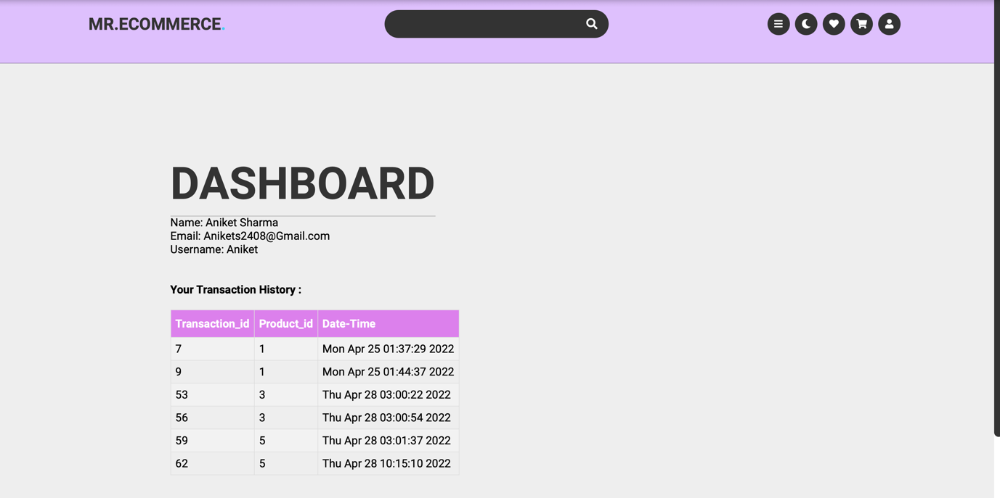 MR.ECOMMERCE.
DASHBOARD
Name: Aniket Sharma
Email: Anikets2408@Gmail.com
Username: Aniket
Your Transaction History :
Transaction_id Product_id Date-Time
7 1 Mon Apr 25 01:37:29 2022
9 1 Mon Apr 25 01:44:37 2022
53 3 Thu Apr 28 03:00:22 2022
56 3 Thu Apr 28 03:00:54 2022
59 5 Thu Apr 28 03:01:37 2022
62 5 Thu Apr 28 10:15:10 2022